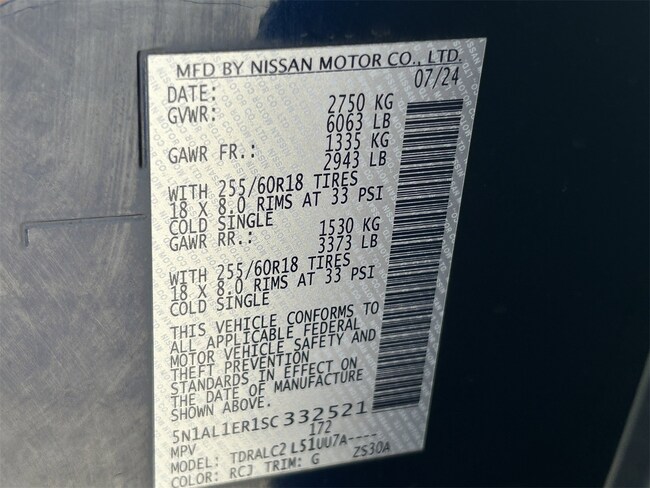 MFD BY NISSAN MOTOR CO., LTD.
DATE: 07/24
GVWR: 2750 KG
6063 LB
GAWR FR.: 1335 KG
2943 LB
WITH 255/60R18 TIRES
18 X 8.0 RIMS AT 33 PSI
COLD SINGLE
GAWR RR.: 1530 KG
3373 LB
WITH 255/60R18 TIRES
18 X 8.0 RIMS AT 33 PSI
COLD SINGLE
THIS VEHICLE CONFORMS TO
ALL APPLICABLE FEDERAL
MOTOR VEHICLE SAFETY AND
THEFT PREVENTION
STANDARDS IN EFFECT ON
THE DATE OF MANUFACTURE
SHOWN ABOVE.
5N1AL1ER1SC332521
MPV 172
MODEL: TDRALC2 L51UU7A----
COLOR: RCJ TRIM: G ZS30A